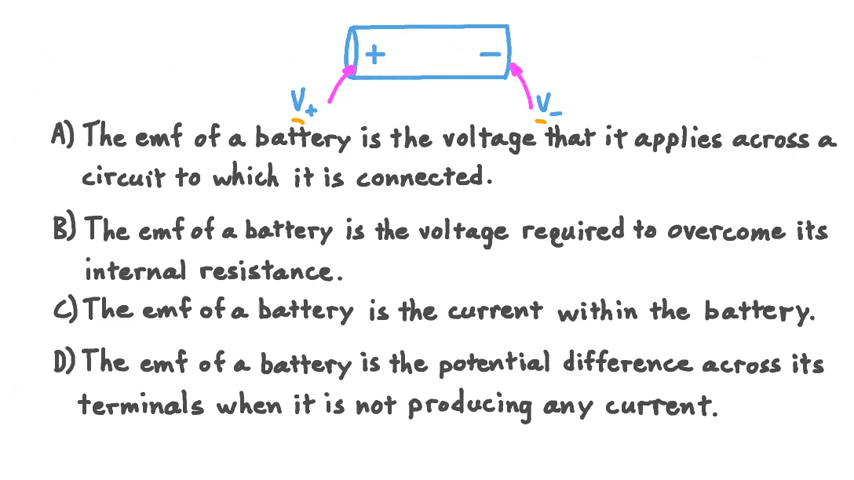 + −
V+ V−
A) The emf of a battery is the voltage that it applies across a
circuit to which it is connected.
B) The emf of a battery is the voltage required to overcome its
internal resistance.
C) The emf of a battery is the current within the battery.
D) The emf of a battery is the potential difference across its
terminals when it is not producing any current.